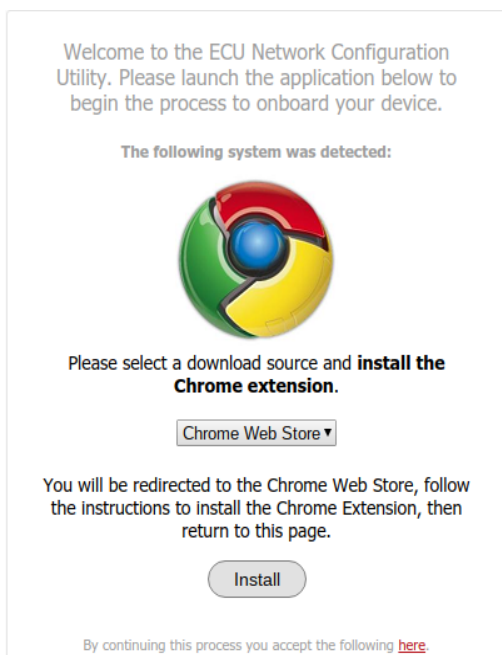 Welcome to the ECU Network Configuration
Utility. Please launch the application below to
begin the process to onboard your device.
The following system was detected:
Please select a download source and install the
Chrome extension.
Chrome Web Store
You will be redirected to the Chrome Web Store, follow
the instructions to install the Chrome Extension, then
return to this page.
Install
By continuing this process you accept the following here.